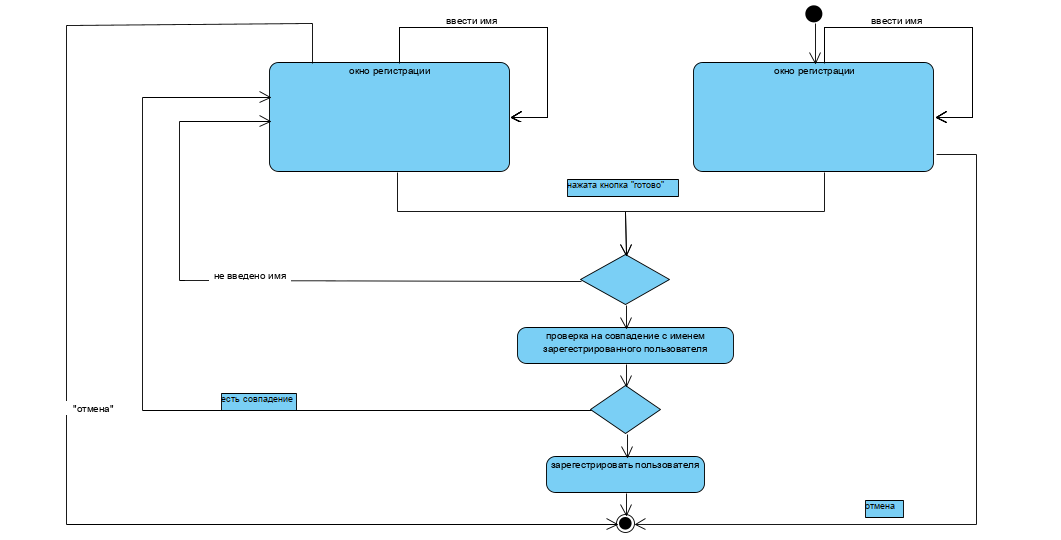 ввести имя
ввести имя
окно регистрации
окно регистрации
нажата кнопка "готово"
не введено имя
проверка на совпадение с именем
зарегестрированного пользователя
есть совпадение
"отмена"
зарегестрировать пользователя
отмена